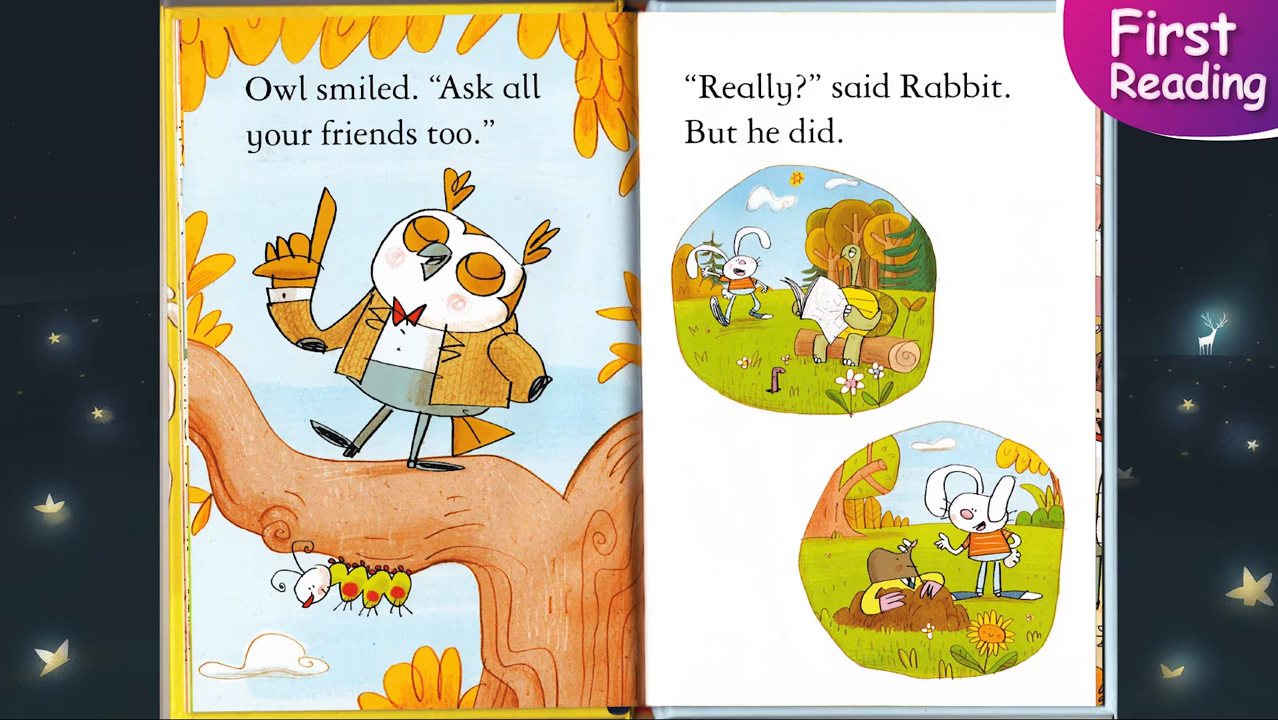 Owl smiled. “Ask all
your friends too.”
“Really?” said Rabbit.
But he did.
First
Reading